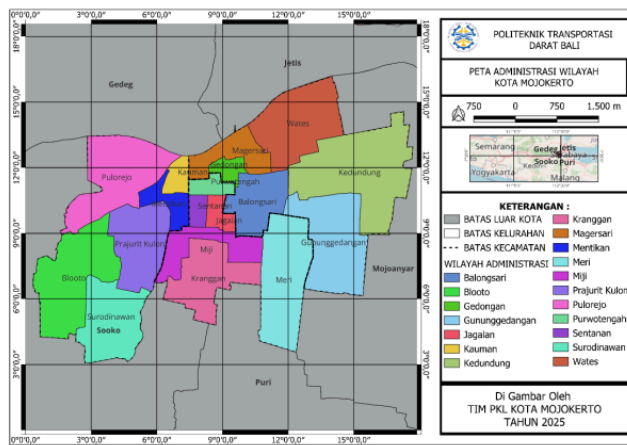 18°0'0.0"
15°0'0.0"
12°0'0.0"
9°0'0.0"
6°0'0.0"
3°0'0.0"
0°0'0.0"
3°0'0.0"
6°0'0.0"
9°0'0.0"
12°0'0.0"
15°0'0.0"
Jetis
Gedeg
Wates
Magersari
Gedongan
Kauman
Pulorejo
Kedundung
Mentikan
Sentanan
Balongsari
Jagalan
Prajurit Kulon
Miji
Gunung gedangan
Blooto
Kranggan
Meri
Mojoanyar
Surodinawan
Sooko
Puri
POLITEKNIK TRANSPORTASI
DARAT BALI
PETA ADMINISTRASI WILAYAH
KOTA MOJOKERTO
750 0 750 1.500 m
Semarang
Gedeg Jetis
Surabaya
Sooko Puri
Yogyakarta
Malang
KETERANGAN :
BATAS LUAR KOTA
BATAS KELURAHAN
BATAS KECAMATAN
WILAYAH ADMINISTRASI
Balongsari
Blooto
Gedongan
Gununggedangan
Jagalan
Kauman
Kedundung
Kranggan
Magersari
Mentikan
Meri
Miji
Prajurit Kulon
Pulorejo
Purwotengah
Sentanan
Surodinawan
Wates
Di Gambar Oleh
TIM PKL KOTA MOJOKERTO
TAHUN 2025